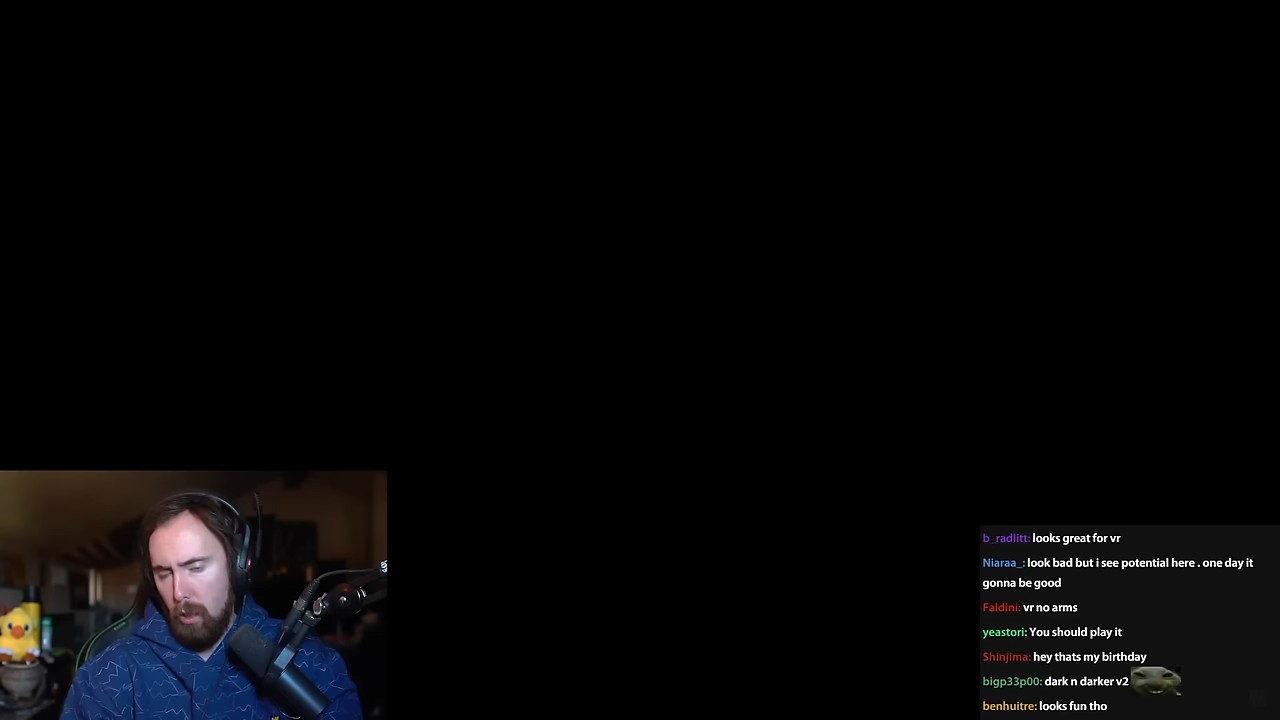 b_radlitt: looks great for vr
Niaraa_: look bad but i see potential here . one day it
gonna be good
Faldini: vr no arms
yeastori: You should play it
Shinjima: hey thats my birthday
bigp33p00: dark n darker v2
benhuitre: looks fun tho